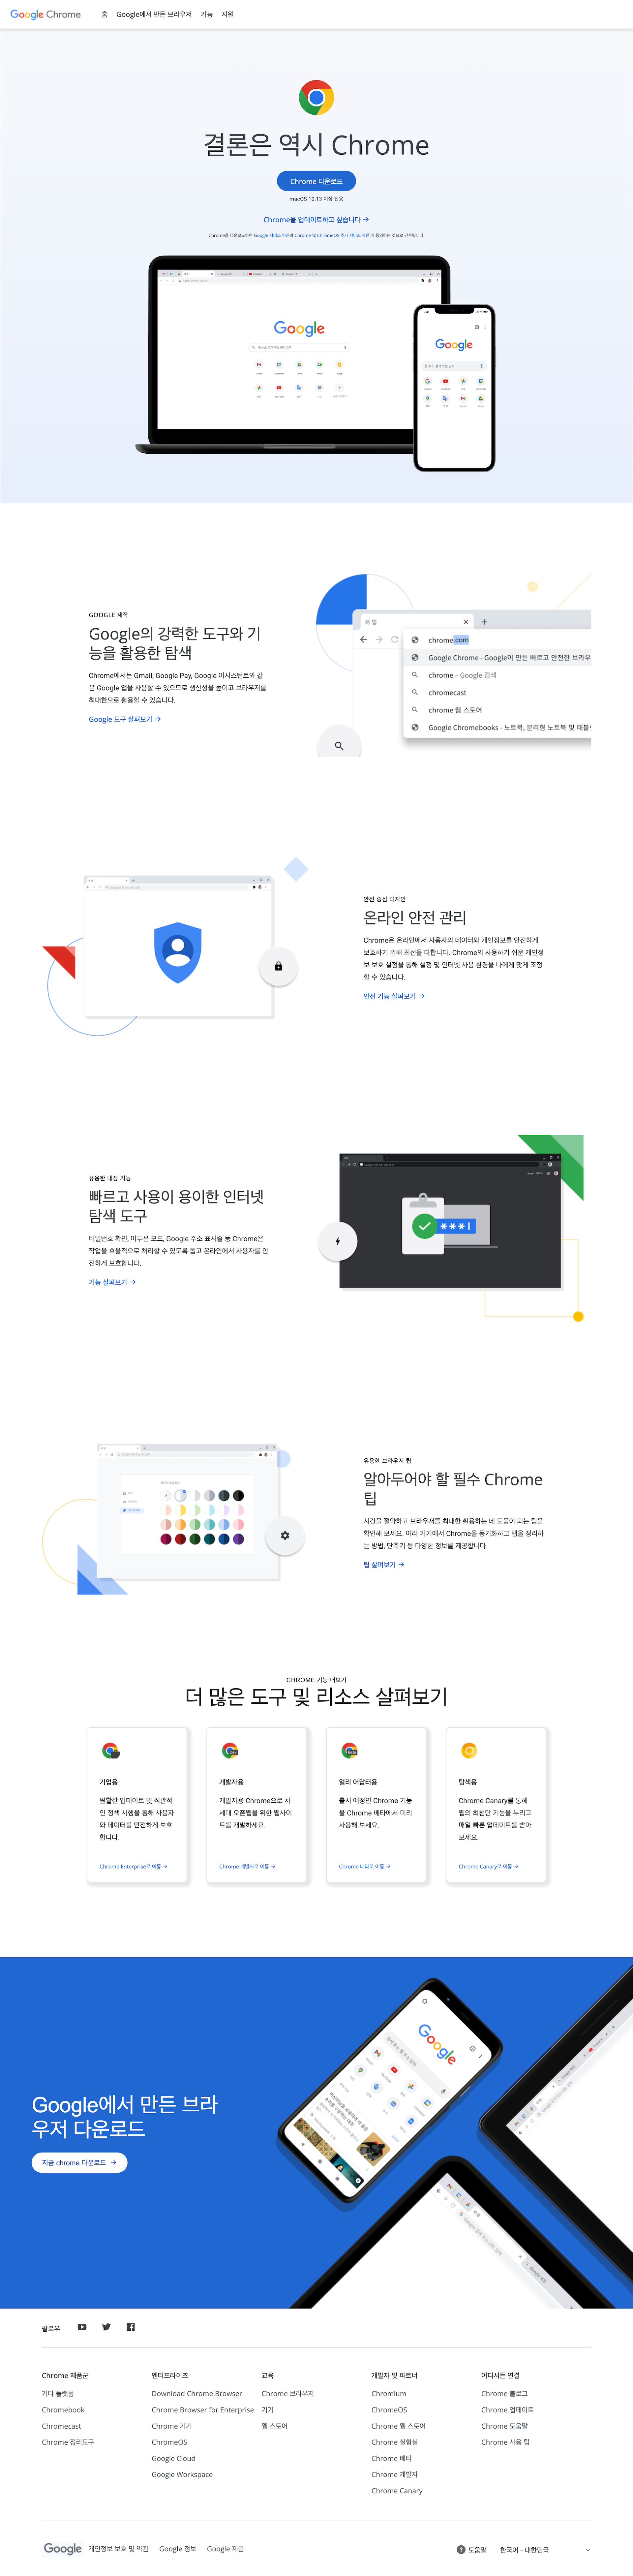 Google Chrome
홈 Google에서 만든 브라우저 기능 지원
결론은 역시 Chrome
Chrome 다운로드
macOS 10.13 이상 전용
Chrome을 업데이트하고 싶습니다 →
Chrome을 다운로드하면 Google 서비스 약관과 Chrome 및 ChromeOS 추가 서비스 약관에 동의하는 것으로 간주됩니다.
Google
Google
GOOGLE 제작
Google의 강력한 도구와 기
능을 활용한 탐색
Chrome에서는 Gmail, Google Pay, Google 어시스턴트와 같
은 Google 앱을 사용할 수 있으므로 생산성을 높이고 브라우저를
최대한으로 활용할 수 있습니다.
Google 도구 살펴보기 →
새 탭
chrome.com
Google Chrome - Google이 만든 빠르고 안전한 브라우
chrome - Google 검색
chromecast
chrome 웹 스토어
Google Chromebooks - 노트북, 분리형 노트북 및 태블릿
안전 중심 디자인
온라인 안전 관리
Chrome은 온라인에서 사용자의 데이터와 개인정보를 안전하게
보호하기 위해 최선을 다합니다. Chrome의 사용하기 쉬운 개인정
보 보호 설정을 통해 설정 및 인터넷 사용 환경을 나에게 맞게 조정
할 수 있습니다.
안전 기능 살펴보기 →
유용한 내장 기능
빠르고 사용이 용이한 인터넷
탐색 도구
비밀번호 확인, 어두운 모드, Google 주소 표시줄 등 Chrome은
작업을 효율적으로 처리할 수 있도록 돕고 온라인에서 사용자를 안
전하게 보호합니다.
기능 살펴보기 →
유용한 브라우저 팁
알아두어야 할 필수 Chrome
팁
시간을 절약하고 브라우저를 최대한 활용하는 데 도움이 되는 팁을
확인해 보세요. 여러 기기에서 Chrome을 동기화하고 탭을 정리하
는 방법, 단축키 등 다양한 정보를 제공합니다.
팁 살펴보기 →
CHROME 기능 더보기
더 많은 도구 및 리소스 살펴보기
기업용
원활한 업데이트 및 직관적
인 정책 시행을 통해 사용자
와 데이터를 안전하게 보호
합니다.
Chrome Enterprise로 이동 →
개발자용
개발자용 Chrome으로 차
세대 오픈웹을 위한 웹사이
트를 개발하세요.
Chrome 개발자로 이동 →
얼리 어답터용
출시 예정인 Chrome 기능
을 Chrome 베타에서 미리
사용해 보세요.
Chrome 베타로 이동 →
탐색용
Chrome Canary를 통해
웹의 최첨단 기능을 누리고
매일 빠른 업데이트를 받아
보세요.
Chrome Canary로 이동 →
Google에서 만든 브라
우저 다운로드
지금 chrome 다운로드 →
Google
팔로우
Chrome 제품군
기타 플랫폼
Chromebook
Chromecast
Chrome 정리도구
엔터프라이즈
Download Chrome Browser
Chrome Browser for Enterprise
Chrome 기기
ChromeOS
Google Cloud
Google Workspace
교육
Chrome 브라우저
기기
웹 스토어
개발자 및 파트너
Chromium
ChromeOS
Chrome 웹 스토어
Chrome 실험실
Chrome 베타
Chrome 개발자
Chrome Canary
어디서든 연결
Chrome 블로그
Chrome 업데이트
Chrome 도움말
Chrome 사용 팁
Google 개인정보 보호 및 약관 Google 정보 Google 제품
도움말 한국어 - 대한민국